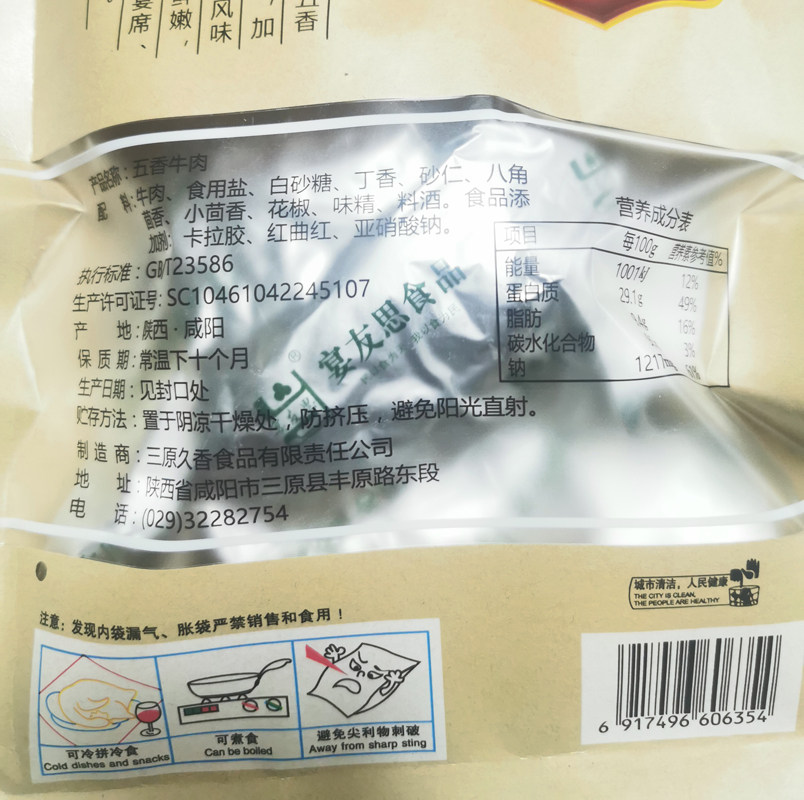 宴席、
鲜嫩，
风味
，加
五香
产品名称：五香牛肉
配 料：牛肉、食用盐、白砂糖、丁香、砂仁、八角
茴香、小茴香、花椒、味精、料酒。食品添
加剂：卡拉胶、红曲红、亚硝酸钠。
执行标准：GB/T23586
生产许可证号：SC10461042245107
产 地：陕西·咸阳
保 质 期：常温下十个月
生产日期：见封口处
贮存方法：置于阴凉干燥处，防挤压，避免阳光直射。
制 造 商：三原久香食品有限责任公司
地 址：陕西省咸阳市三原县丰原路东段
电 话：(029)32282754
营养成分表
项目 每100g 营养素参考值%
能量 1001kJ 12%
蛋白质 29.1g 49%
脂肪 16%
碳水化合物 3%
钠 1217mg
宴友思食品
®
城市清洁，人民健康
THE CITY IS CLEAN,
THE PEOPLE ARE HEALTHY
注意：发现内袋漏气、胀袋严禁销售和食用！
可冷拼冷食
Cold dishes and snacks
可煮食
Can be boiled
避免尖利物刺破
Away from sharp sting
6 917496 606354